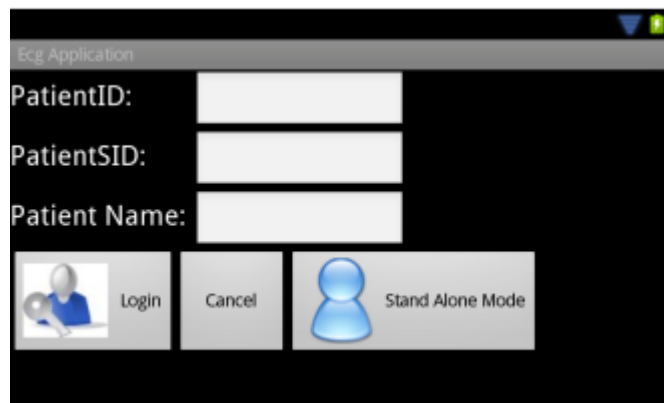 Ecg Application
PatientID:
PatientSID:
Patient Name:
Login Cancel Stand Alone Mode